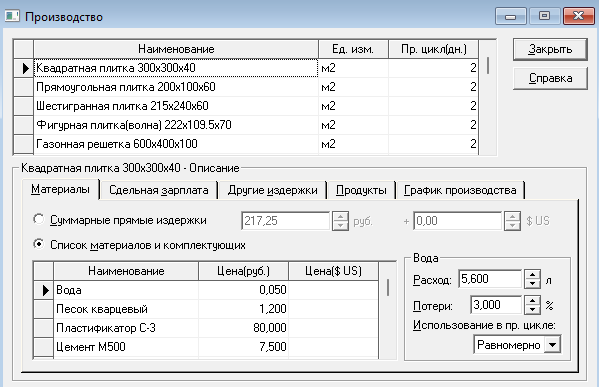 Производство
Наименование Ед. изм. Пр. цикл(дн.)
Квадратная плитка 300x300x40 м2 2
Прямоугольная плитка 200x100x60 м2 2
Шестигранная плитка 215x240x60 м2 2
Фигурная плитка(волна) 222x109.5x70 м2 2
Газонная решетка 600x400x100 м2 2
Закрыть
Справка
Квадратная плитка 300x300x40 - Описание
Материалы Сдельная зарплата Другие издержки Продукты График производства
Суммарные прямые издержки 217,25 руб. + 0,00 $ US
Список материалов и комплектующих
Наименование Цена(руб.) Цена($ US)
Вода 0,050
Песок кварцевый 1,200
Пластификатор С-3 80,000
Цемент М500 7,500
Вода
Расход: 5,600 л
Потери: 3,000 %
Использование в пр. цикле:
Равномерно